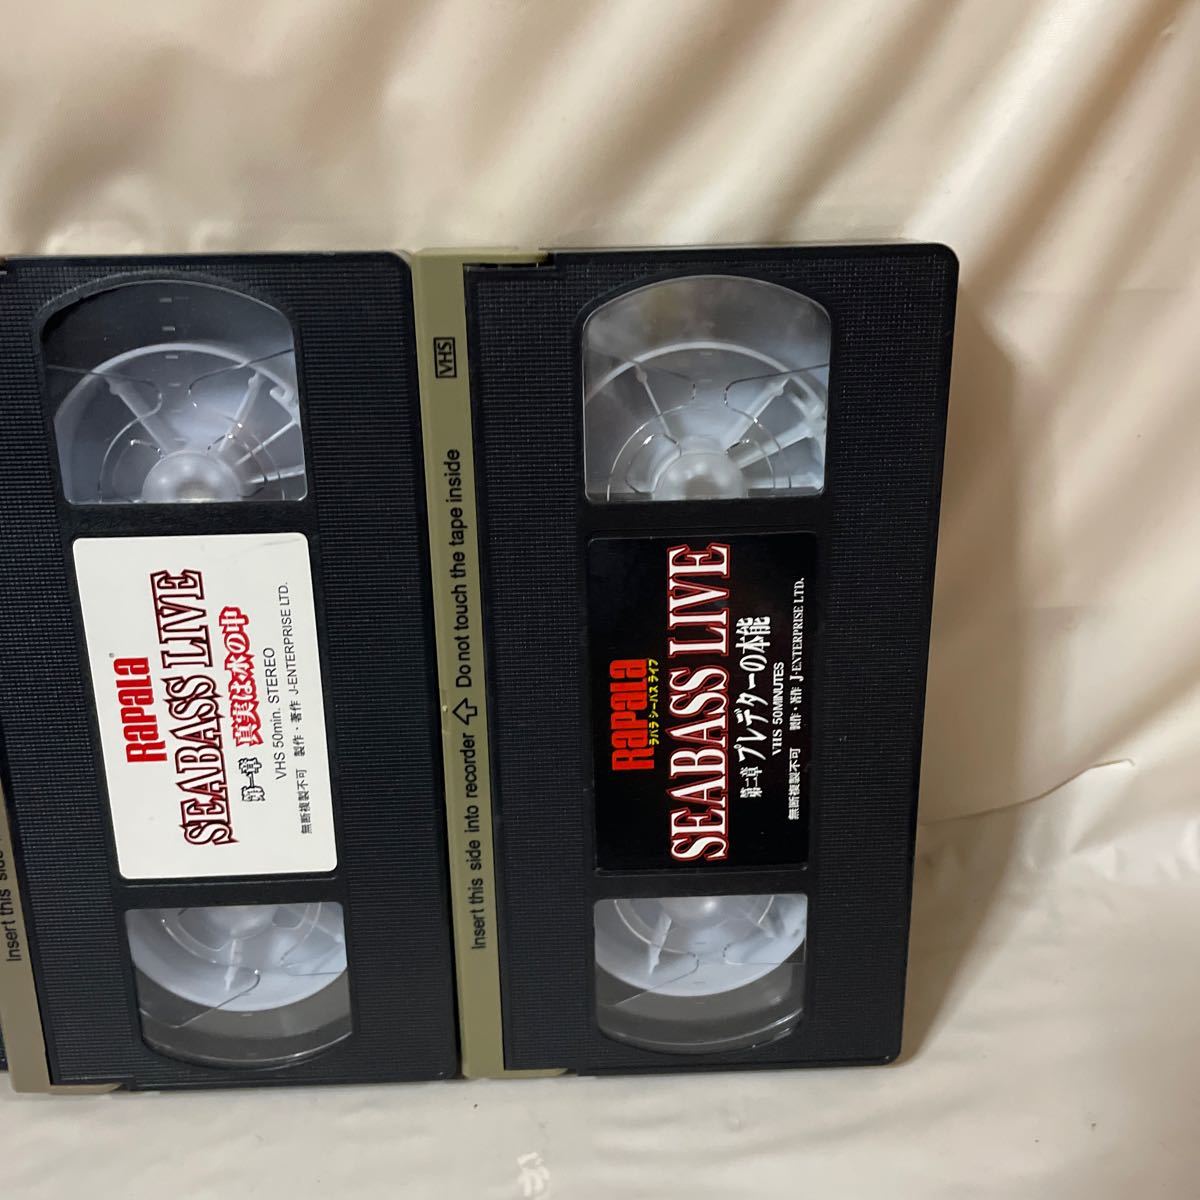 Insert this side
Rapala®
SEABASS LIVE
第一章 真実は水の中
VHS 50min. STEREO
無断複製不可 製作・著作 J-ENTERPRISE LTD.
Insert this side into recorder ⇧ Do not touch the tape inside VHS
Rapala
ラパラ シーバス ライブ
SEABASS LIVE
第二章 プレデターの本能
VHS 50MINUTES
無断複製不可 製作・著作 J-ENTERPRISE LTD.